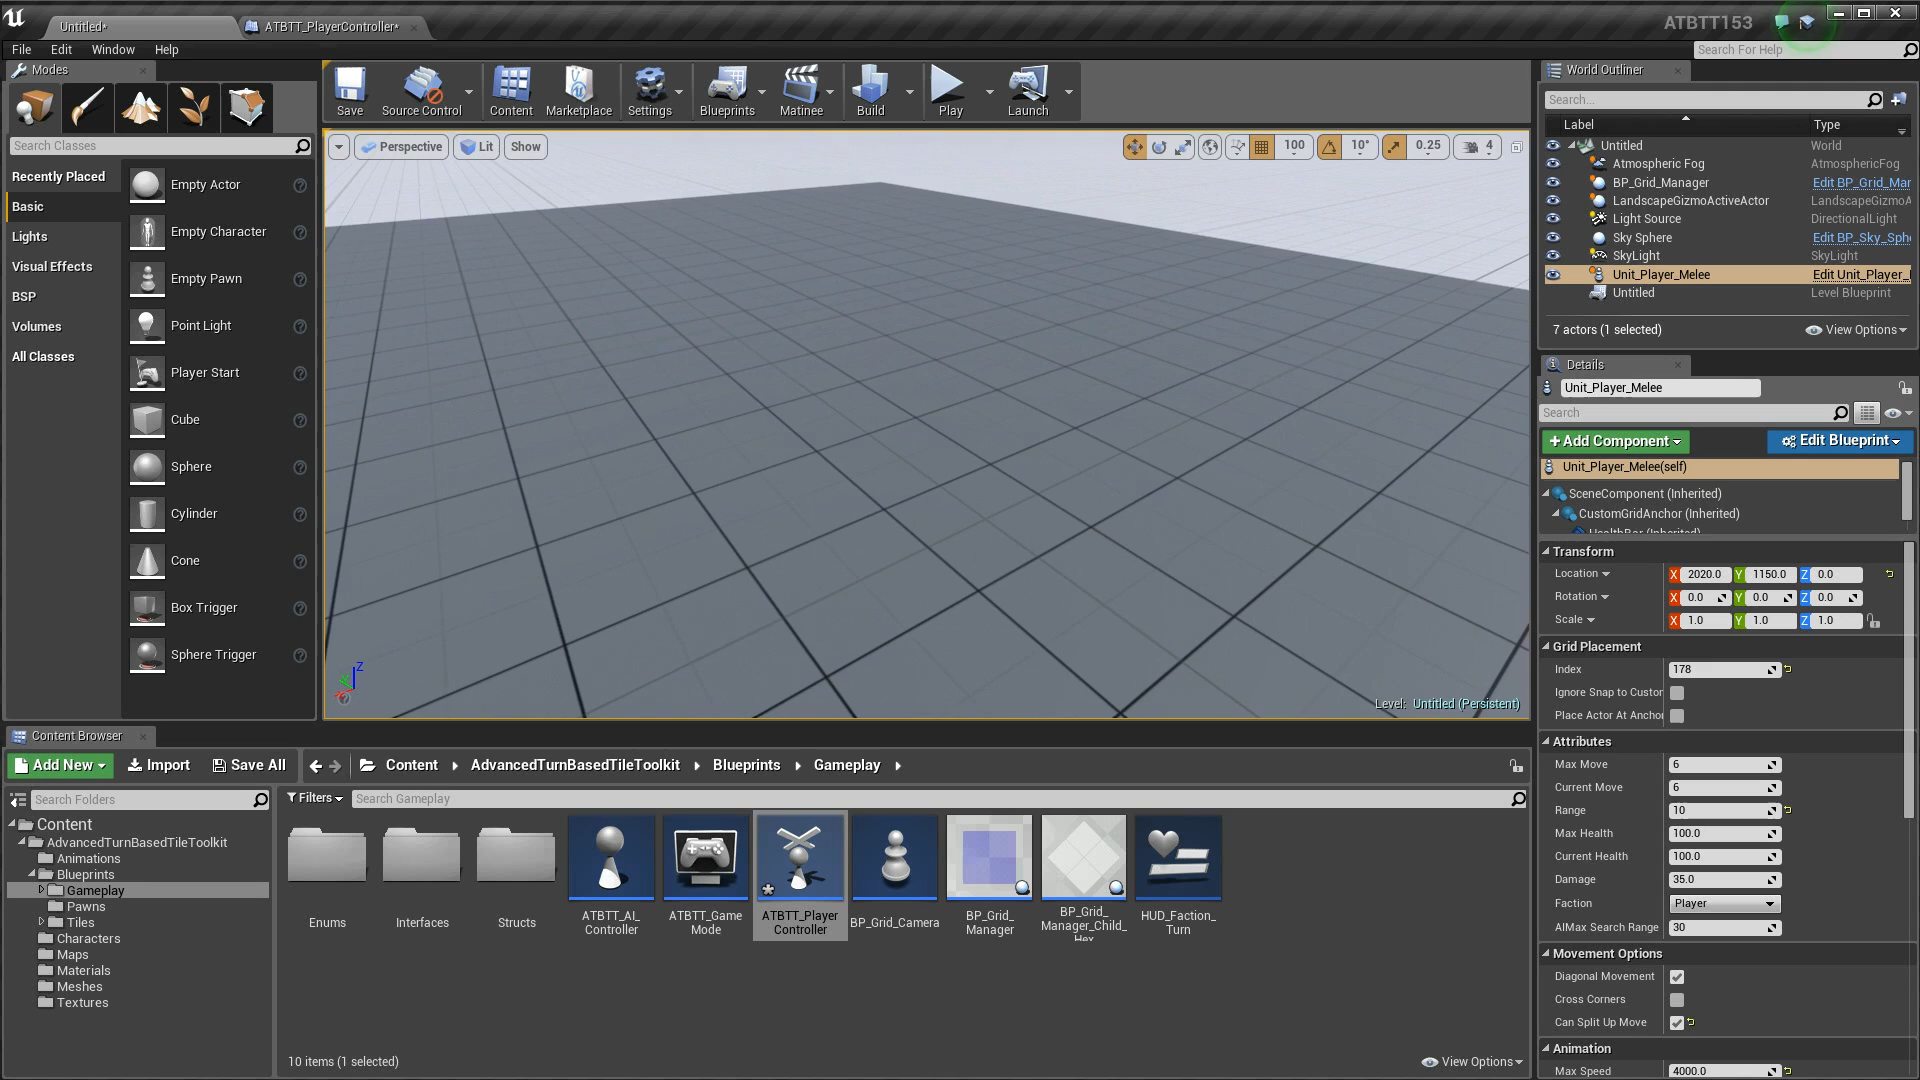 Untitled*
ATBTT_PlayerController*
ATBTT153
File Edit Window Help
Search For Help
Modes
Search Classes
Recently Placed
Basic
Lights
Visual Effects
BSP
Volumes
All Classes
Empty Actor
Empty Character
Empty Pawn
Point Light
Player Start
Cube
Sphere
Cylinder
Cone
Box Trigger
Sphere Trigger
Save
Source Control
Content
Marketplace
Settings
Blueprints
Matinee
Build
Play
Launch
Perspective
Lit
Show
100
10°
0.25
4
Z
Level: Untitled (Persistent)
World Outliner
Search...
Label Type
Untitled World
Atmospheric Fog AtmosphericFog
BP_Grid_Manager Edit BP_Grid_Mar
LandscapeGizmoActiveActor LandscapeGizmoA
Light Source DirectionalLight
Sky Sphere Edit BP_Sky_Sph
SkyLight SkyLight
Unit_Player_Melee Edit Unit_Player_
Untitled Level Blueprint
7 actors (1 selected)
View Options
Details
Unit_Player_Melee
Search
Add Component
Edit Blueprint
Unit_Player_Melee(self)
SceneComponent (Inherited)
CustomGridAnchor (Inherited)
HealthBar (Inherited)
Transform
Location X 2020.0 Y 1150.0 Z 0.0
Rotation X 0.0 Y 0.0 Z 0.0
Scale X 1.0 Y 1.0 Z 1.0
Grid Placement
Index 178
Ignore Snap to Custor
Place Actor At Anchor
Attributes
Max Move 6
Current Move 6
Range 10
Max Health 100.0
Current Health 100.0
Damage 35.0
Faction Player
AIMax Search Range 30
Movement Options
Diagonal Movement
Cross Corners
Can Split Up Move
Animation
Max Speed 4000.0
Content Browser
Add New
Import
Save All
Content
AdvancedTurnBasedTileToolkit
Blueprints
Gameplay
Search Folders
Filters
Search Gameplay
Content
AdvancedTurnBasedTileToolkit
Animations
Blueprints
Gameplay
Pawns
Tiles
Characters
Maps
Materials
Meshes
Textures
Enums
Interfaces
Structs
ATBTT_AI_
Controller
ATBTT_Game
Mode
ATBTT_Player
Controller
BP_Grid_Camera
BP_Grid_
Manager
BP_Grid_
Manager_Child_
Hex
HUD_Faction_
Turn
10 items (1 selected)
View Options